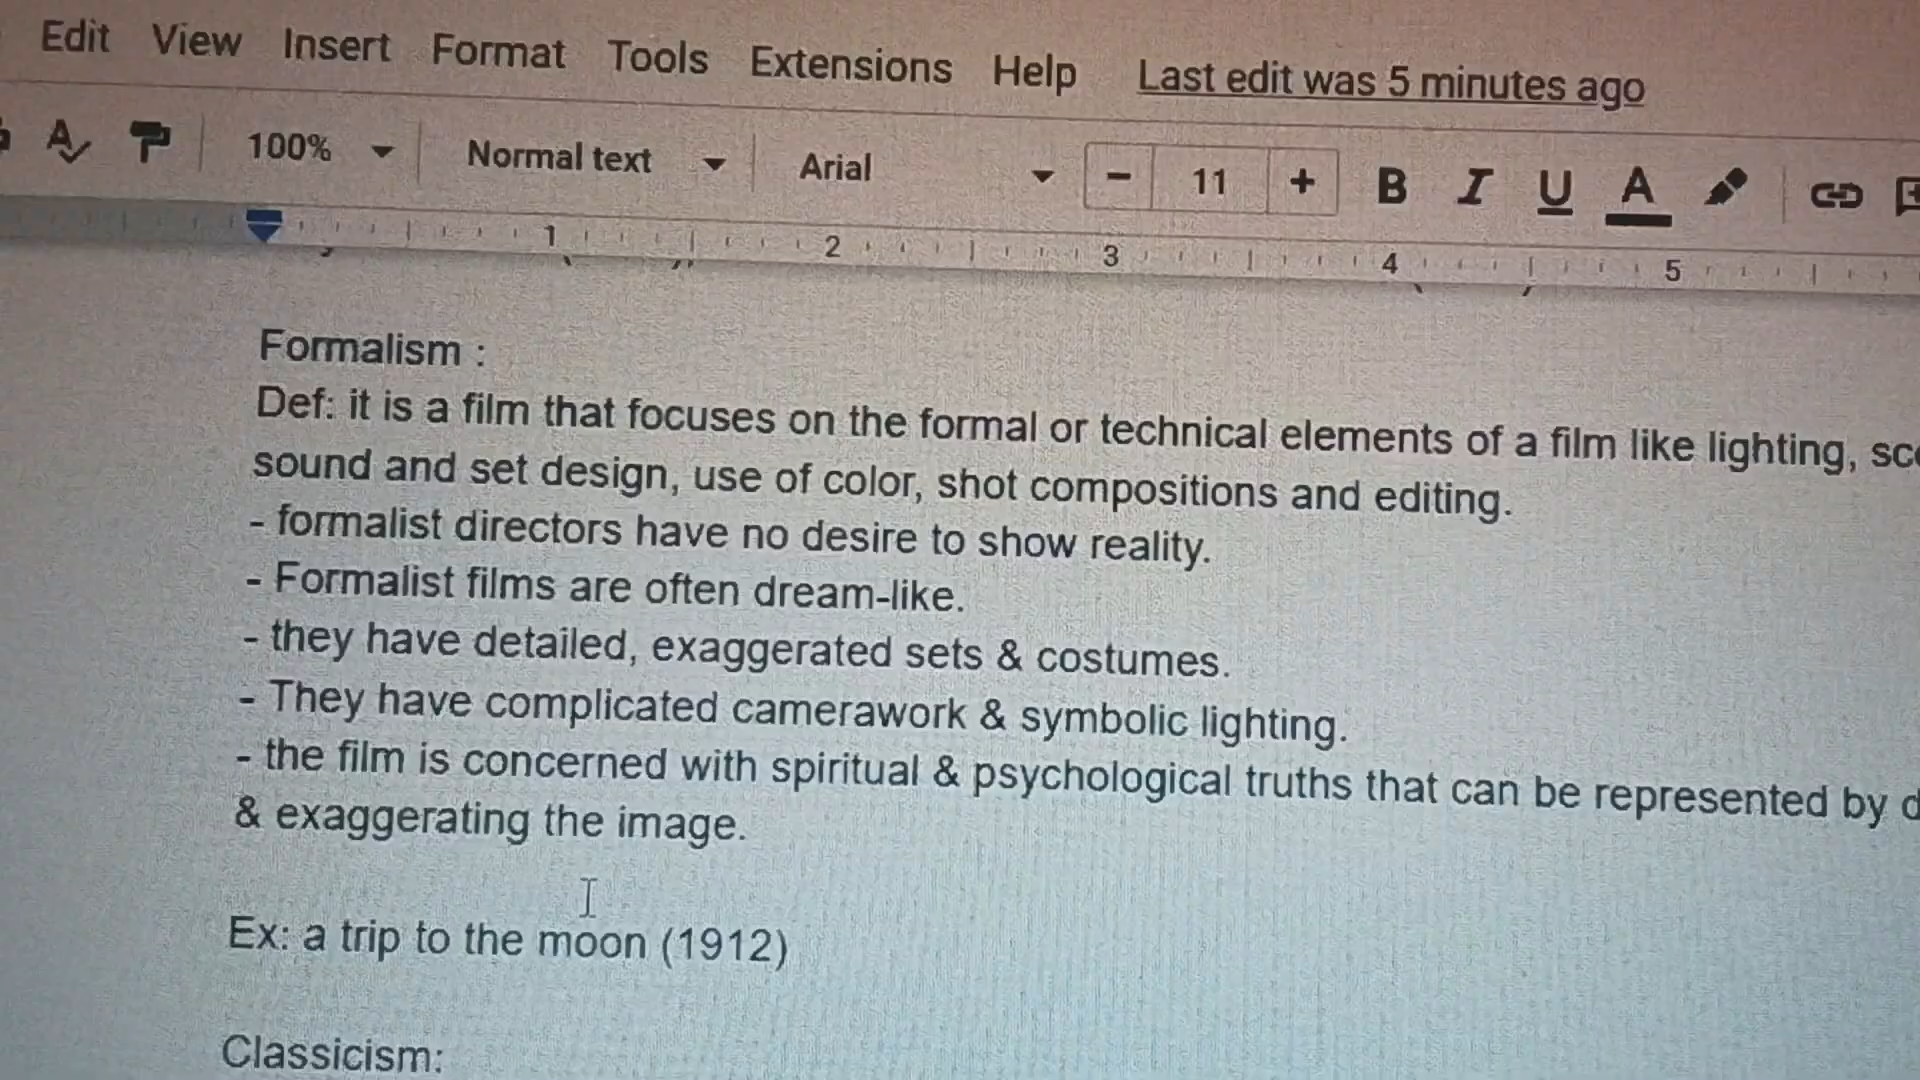 Edit View Insert Format Tools Extensions Help Last edit was 5 minutes ago
100% Normal text Arial − 11 + B I U A
1 2 3 4 5
Formalism :
Def: it is a film that focuses on the formal or technical elements of a film like lighting,
sound and set design, use of color, shot compositions and editing.
- formalist directors have no desire to show reality.
- Formalist films are often dream-like.
- they have detailed, exaggerated sets & costumes.
- They have complicated camerawork & symbolic lighting.
- the film is concerned with spiritual & psychological truths that can be represented by
& exaggerating the image.
Ex: a trip to the moon (1912)
Classicism: